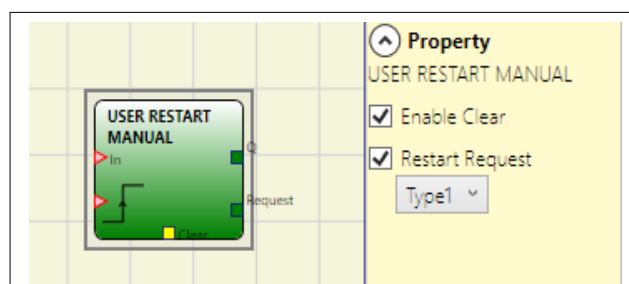 USER RESTART
MANUAL
In
Q
Request
Clear
Property
USER RESTART MANUAL
Enable Clear
Restart Request
Type1